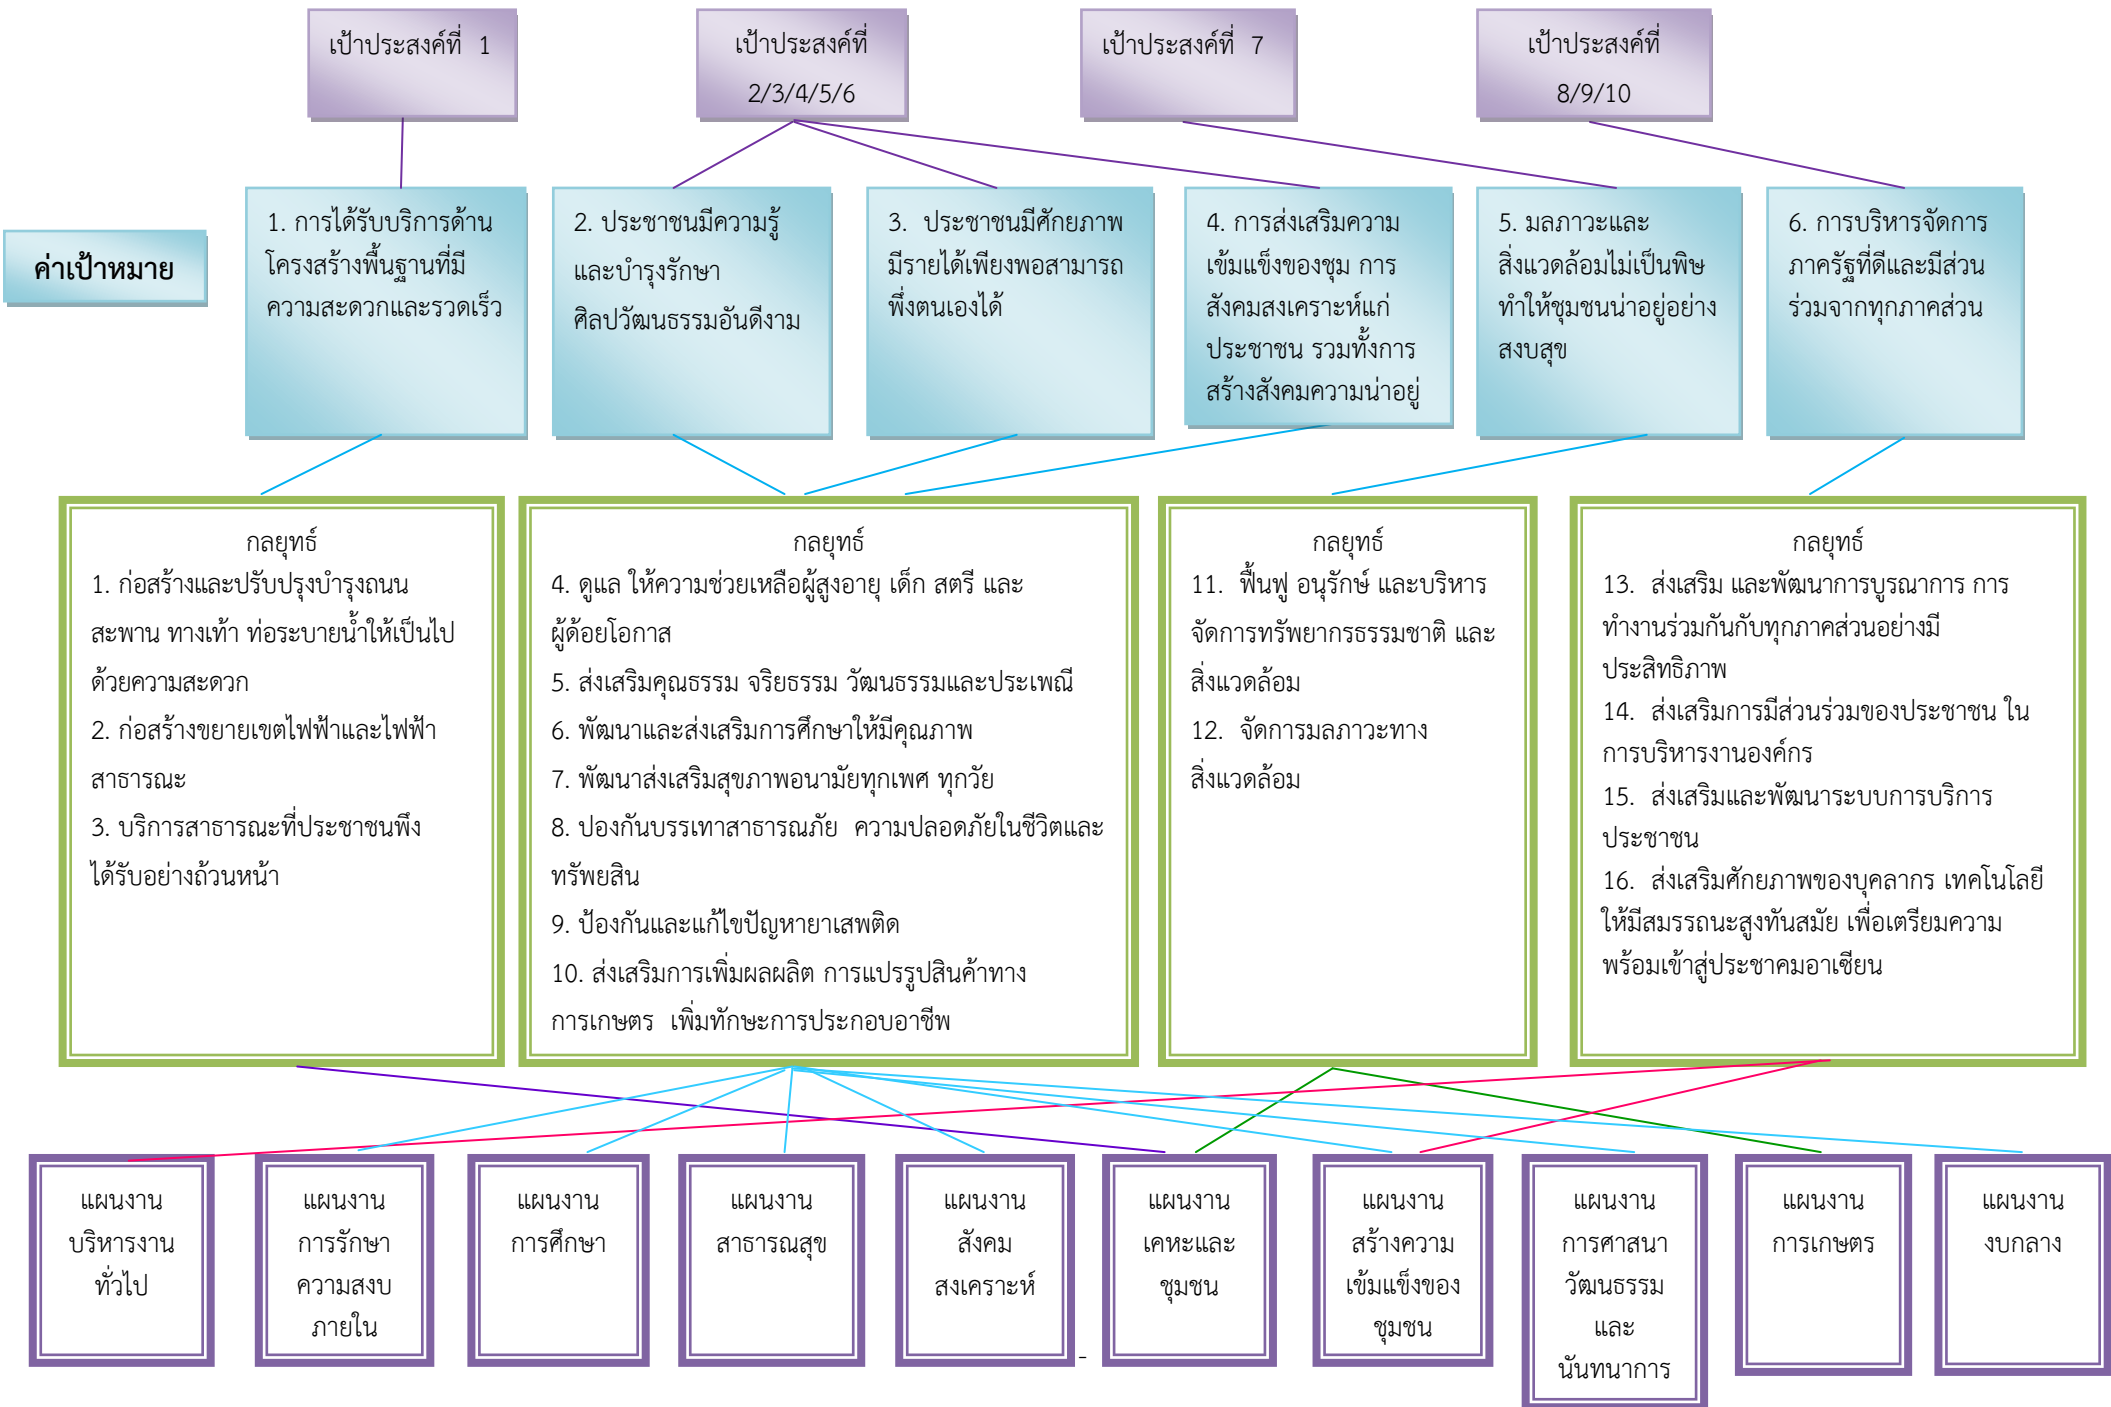 เป้าประสงค์ที่ 1
เป้าประสงค์ที่
2/3/4/5/6
เป้าประสงค์ที่ 7
เป้าประสงค์ที่
8/9/10
ค่าเป้าหมาย
1. การได้รับบริการด้าน
โครงสร้างพื้นฐานที่มี
ความสะดวกและรวดเร็ว
2. ประชาชนมีความรู้
และบำรุงรักษา
ศิลปวัฒนธรรมอันดีงาม
3. ประชาชนมีศักยภาพ
มีรายได้เพียงพอสามารถ
พึ่งตนเองได้
4. การส่งเสริมความ
เข้มแข็งของชุม การ
สังคมสงเคราะห์แก่
ประชาชน รวมทั้งการ
สร้างสังคมความน่าอยู่
5. มลภาวะและ
สิ่งแวดล้อมไม่เป็นพิษ
ทำให้ชุมชนน่าอยู่อย่าง
สงบสุข
6. การบริหารจัดการ
ภาครัฐที่ดีและมีส่วน
ร่วมจากทุกภาคส่วน
กลยุทธ์
1. ก่อสร้างและปรับปรุงบำรุงถนน
สะพาน ทางเท้า ท่อระบายน้ำให้เป็นไป
ด้วยความสะดวก
2. ก่อสร้างขยายเขตไฟฟ้าและไฟฟ้า
สาธารณะ
3. บริการสาธารณะที่ประชาชนพึง
ได้รับอย่างถ้วนหน้า
กลยุทธ์
4. ดูแล ให้ความช่วยเหลือผู้สูงอายุ เด็ก สตรี และ
ผู้ด้อยโอกาส
5. ส่งเสริมคุณธรรม จริยธรรม วัฒนธรรมและประเพณี
6. พัฒนาและส่งเสริมการศึกษาให้มีคุณภาพ
7. พัฒนาส่งเสริมสุขภาพอนามัยทุกเพศ ทุกวัย
8. ปองกันบรรเทาสาธารณภัย ความปลอดภัยในชีวิตและ
ทรัพยสิน
9. ป้องกันและแก้ไขปัญหายาเสพติด
10. ส่งเสริมการเพิ่มผลผลิต การแปรรูปสินค้าทาง
การเกษตร เพิ่มทักษะการประกอบอาชีพ
กลยุทธ์
11. ฟื้นฟู อนุรักษ์ และบริหาร
จัดการทรัพยากรธรรมชาติ และ
สิ่งแวดล้อม
12. จัดการมลภาวะทาง
สิ่งแวดล้อม
กลยุทธ์
13. ส่งเสริม และพัฒนาการบูรณาการ การ
ทำงานร่วมกันกับทุกภาคส่วนอย่างมี
ประสิทธิภาพ
14. ส่งเสริมการมีส่วนร่วมของประชาชน ใน
การบริหารงานองค์กร
15. ส่งเสริมและพัฒนาระบบการบริการ
ประชาชน
16. ส่งเสริมศักยภาพของบุคลากร เทคโนโลยี
ให้มีสมรรถนะสูงทันสมัย เพื่อเตรียมความ
พร้อมเข้าสู่ประชาคมอาเซียน
แผนงาน
บริหารงาน
ทั่วไป
แผนงาน
การรักษา
ความสงบ
ภายใน
แผนงาน
การศึกษา
แผนงาน
สาธารณสุข
แผนงาน
สังคม
สงเคราะห์
-
แผนงาน
เคหะและ
ชุมชน
แผนงาน
สร้างความ
เข้มแข็งของ
ชุมชน
แผนงาน
การศาสนา
วัฒนธรรม
และ
นันทนาการ
แผนงาน
การเกษตร
แผนงาน
งบกลาง